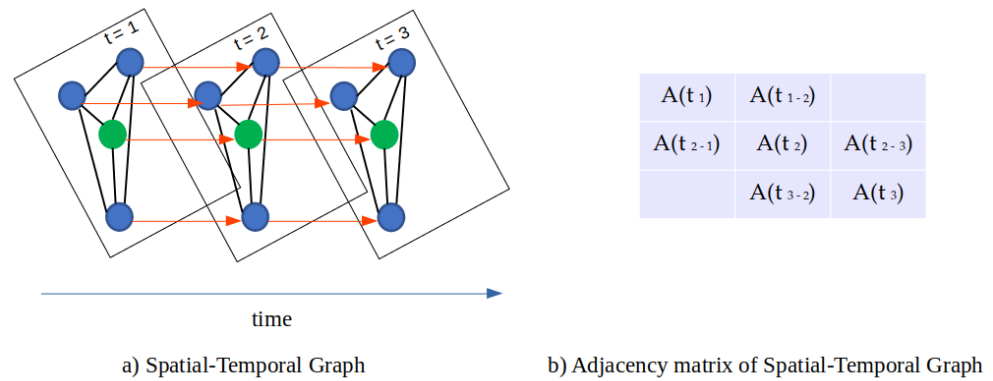 t = 1
t = 2
t = 3
A(t 1) A(t 1 - 2)
A(t 2 - 1) A(t 2) A(t 2 - 3)
A(t 3 - 2) A(t 3)
time
a) Spatial-Temporal Graph
b) Adjacency matrix of Spatial-Temporal Graph